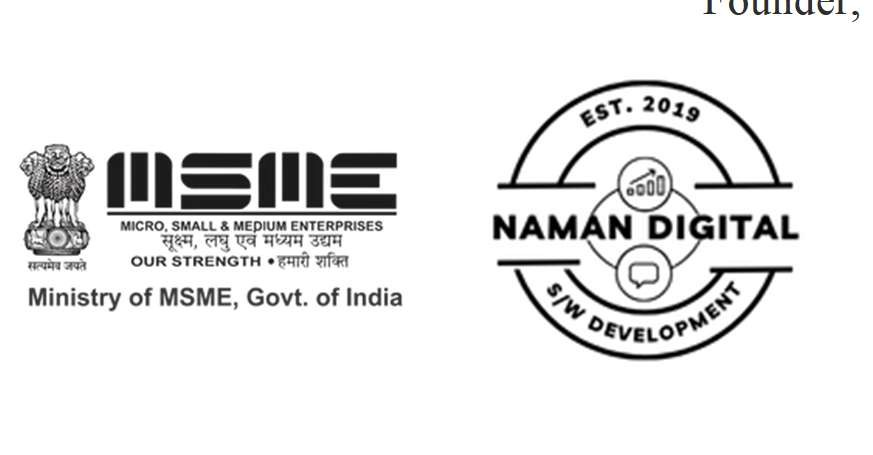 Founder,
EST. 2019
MSME
MICRO, SMALL & MEDIUM ENTERPRISES
सूक्ष्म, लघु एवं मध्यम उद्यम
OUR STRENGTH • हमारी शक्ति
सत्यमेव जयते
Ministry of MSME, Govt. of India
NAMAN DIGITAL
S/W DEVELOPMENT